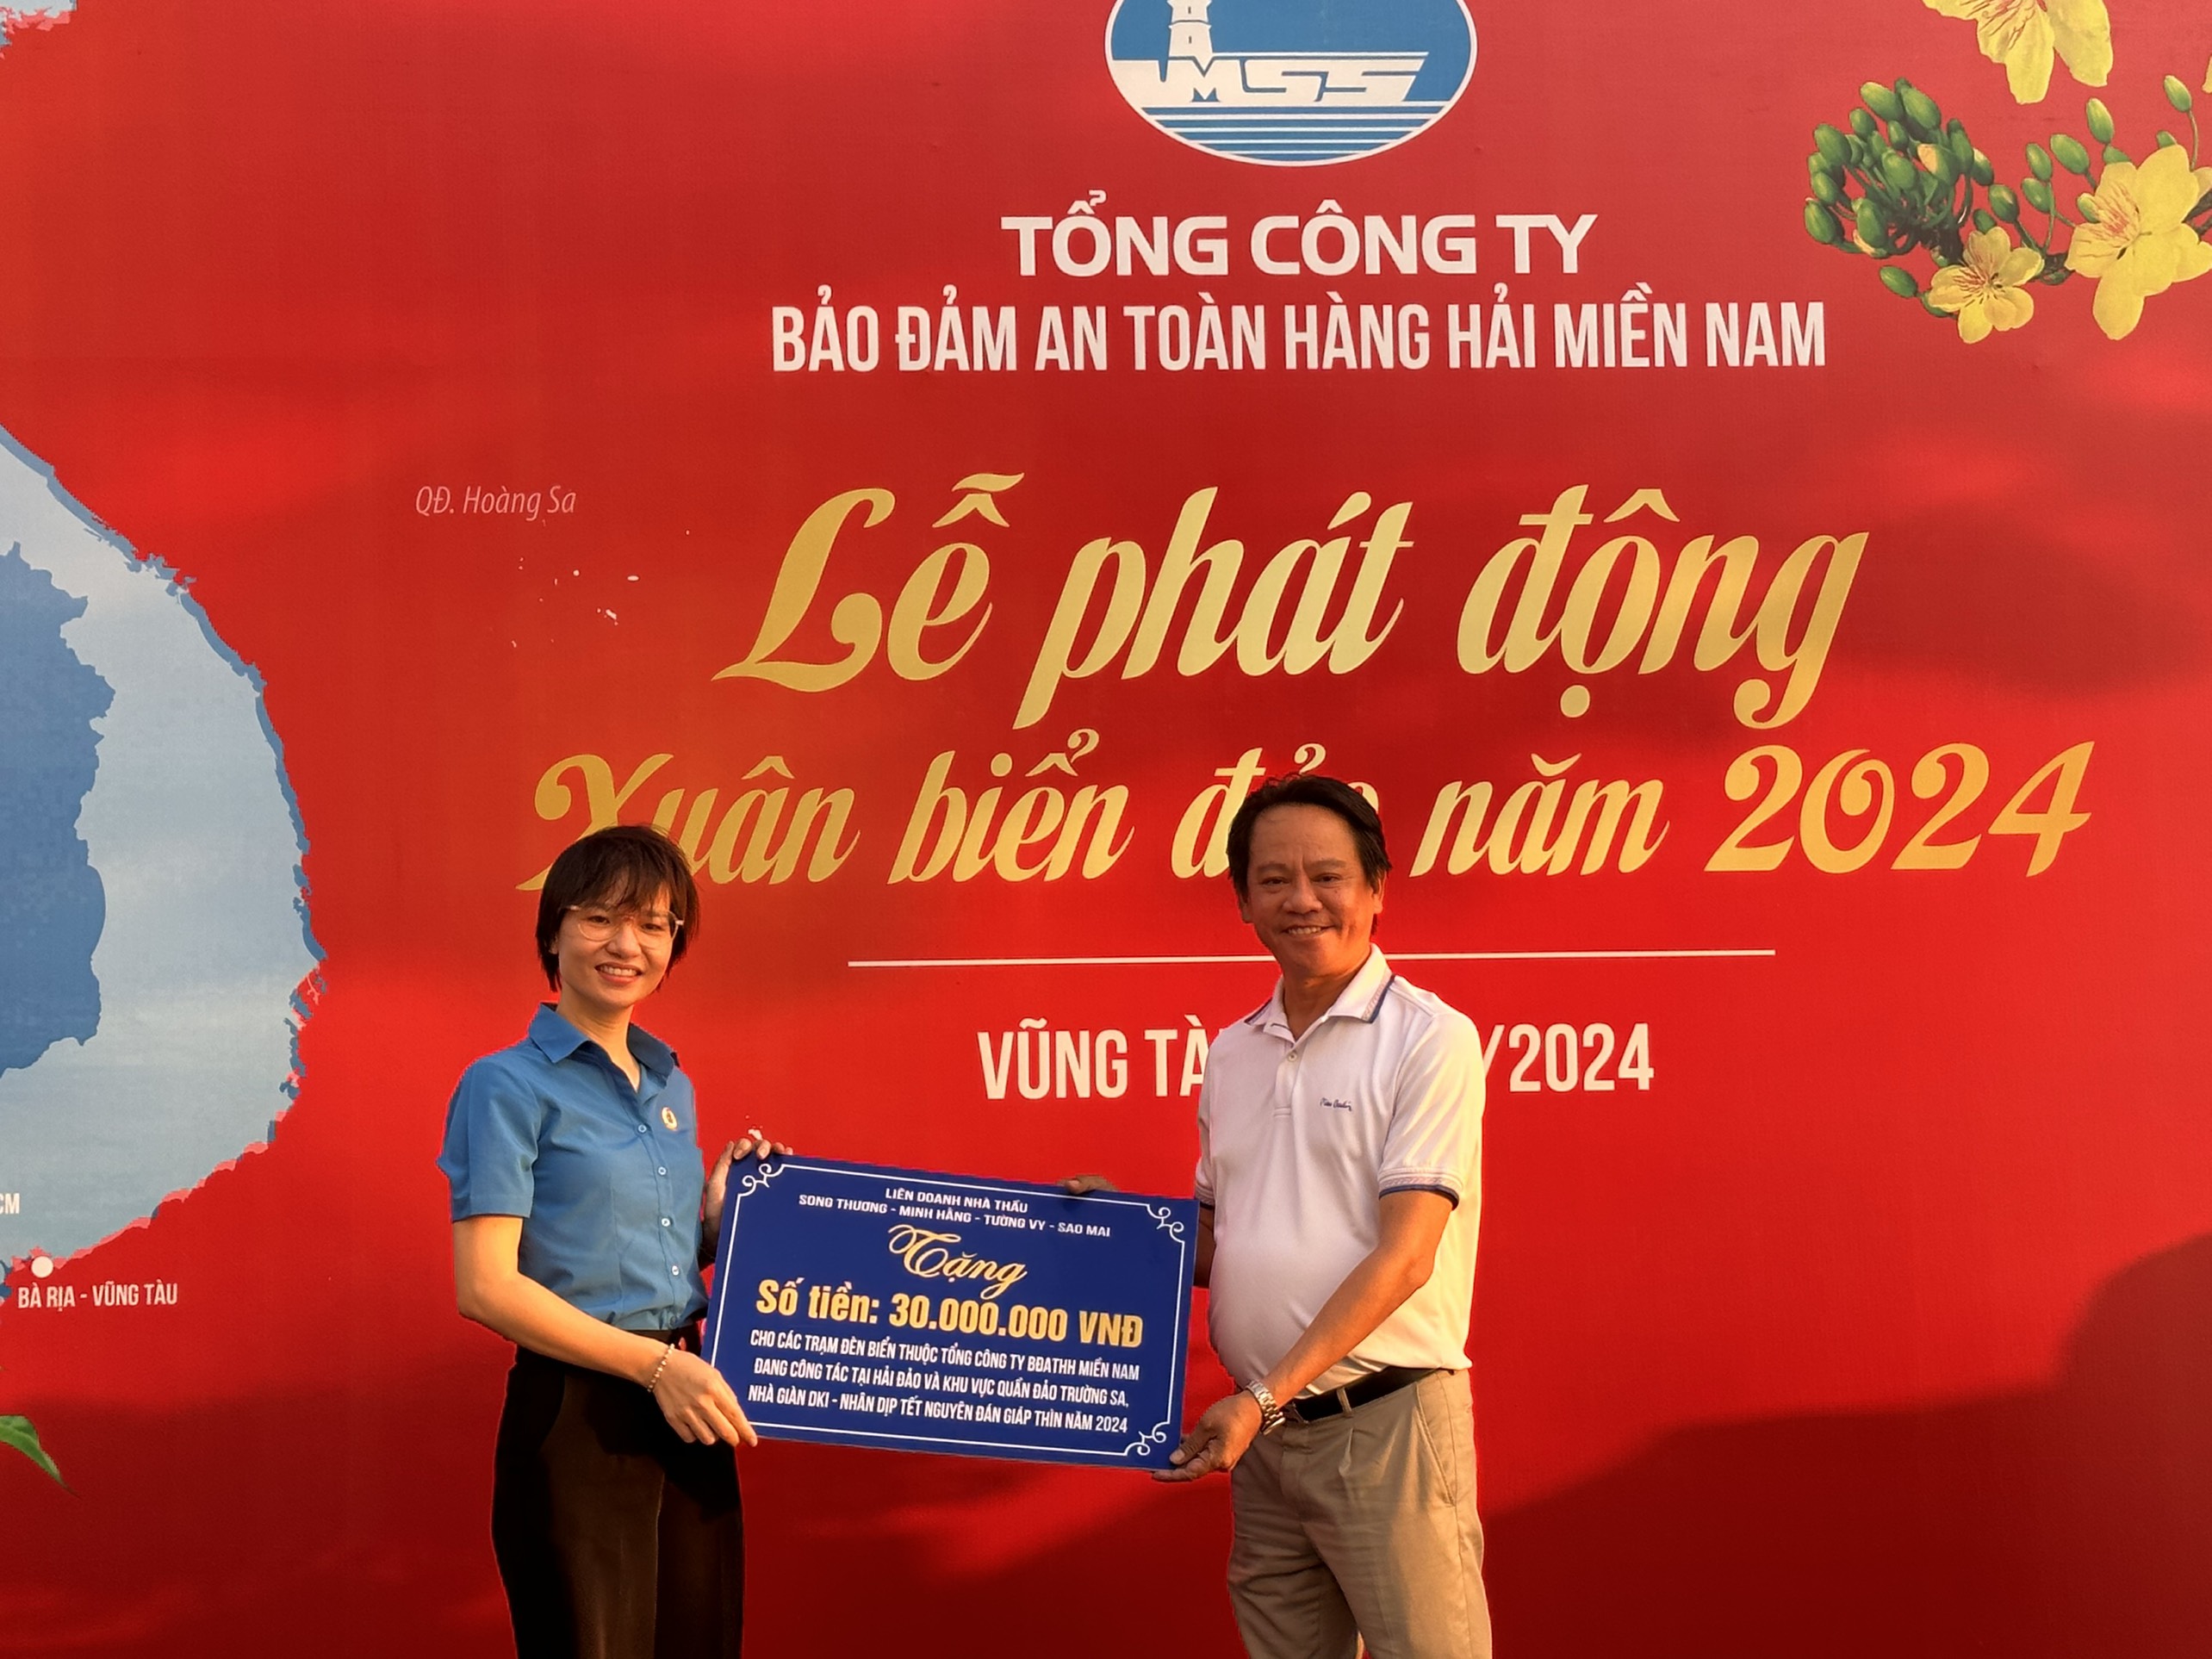 VMSS
TỔNG CÔNG TY
BẢO ĐẢM AN TOÀN HÀNG HẢI MIỀN NAM
QĐ. Hoàng Sa
Lễ phát động
Xuân biển đảo năm 2024
VŨNG TÀ /2024
CM
BÀ RỊA - VŨNG TÀU
LIÊN DOANH NHÀ THẦU
SONG THƯƠNG - MINH HẰNG - TƯỜNG VY - SAO MAI
Tặng
Số tiền: 30.000.000 VNĐ
CHO CÁC TRẠM ĐÈN BIỂN THUỘC TỔNG CÔNG TY BĐATHH MIỀN NAM
ĐANG CÔNG TÁC TẠI HẢI ĐẢO VÀ KHU VỰC QUẦN ĐẢO TRƯỜNG SA,
NHÀ GIÀN DKI - NHÂN DỊP TẾT NGUYÊN ĐÁN GIÁP THÌN NĂM 2024